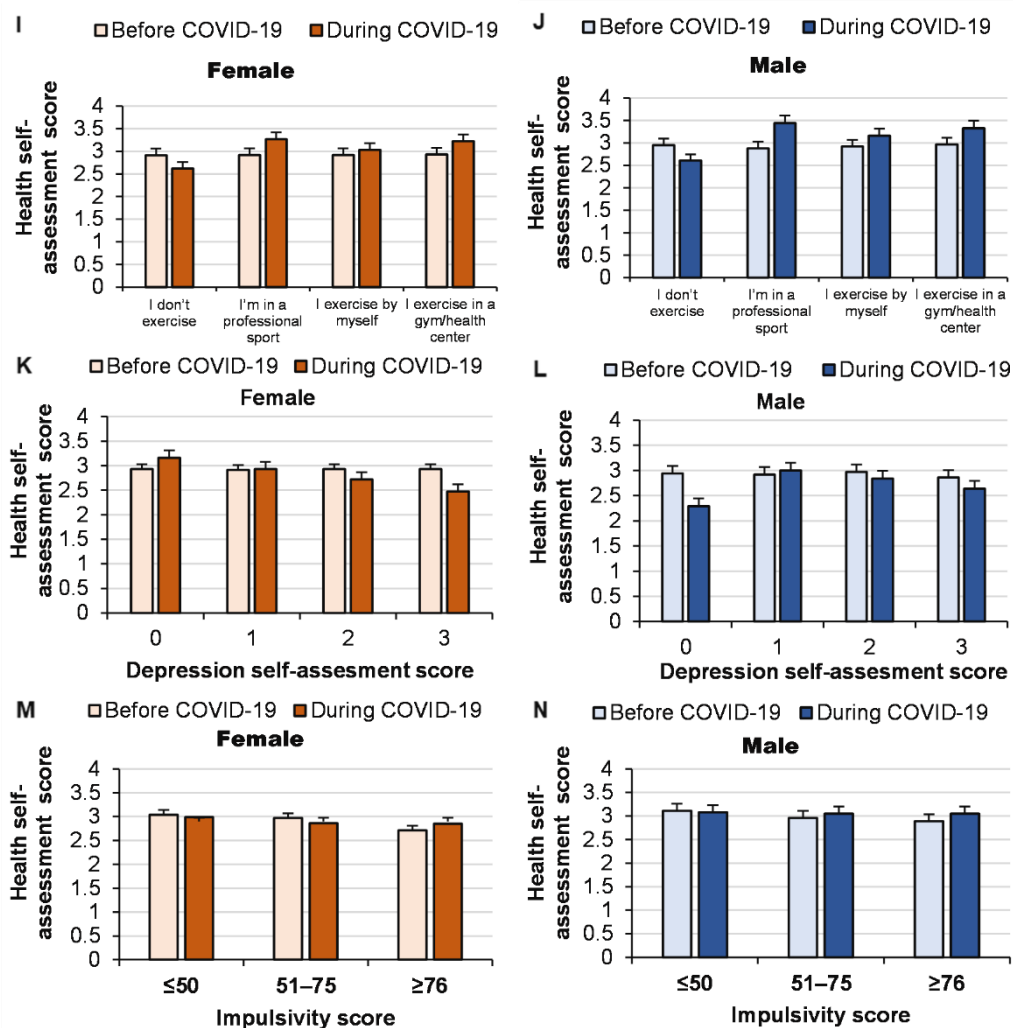 I
Before COVID-19 During COVID-19
Female
Health self-
assessment score
4
3.5
3
2.5
2
1.5
1
0.5
0
I don't
exercise
I'm in a
professional
sport
I exercise by
myself
I exercise in a
gym/health
center
J
Before COVID-19 During COVID-19
Male
Health self-
assessment score
4
3.5
3
2.5
2
1.5
1
0.5
0
I don't
exercise
I'm in a
professional
sport
I exercise by
myself
I exercise in a
gym/health
center
K
Before COVID-19 During COVID-19
Female
Health self-
assessment score
4
3.5
3
2.5
2
1.5
1
0.5
0
0 1 2 3
Depression self-assesment score
L
Before COVID-19 During COVID-19
Male
Health self-
assessment score
4
3.5
3
2.5
2
1.5
1
0.5
0
0 1 2 3
Depression self-assesment score
M
Before COVID-19 During COVID-19
Female
Health self-
assessment score
4
3.5
3
2.5
2
1.5
1
0.5
0
≤50 51–75 ≥76
Impulsivity score
N
Before COVID-19 During COVID-19
Male
Health self-
assessment score
4
3.5
3
2.5
2
1.5
1
0.5
0
≤50 51–75 ≥76
Impulsivity score